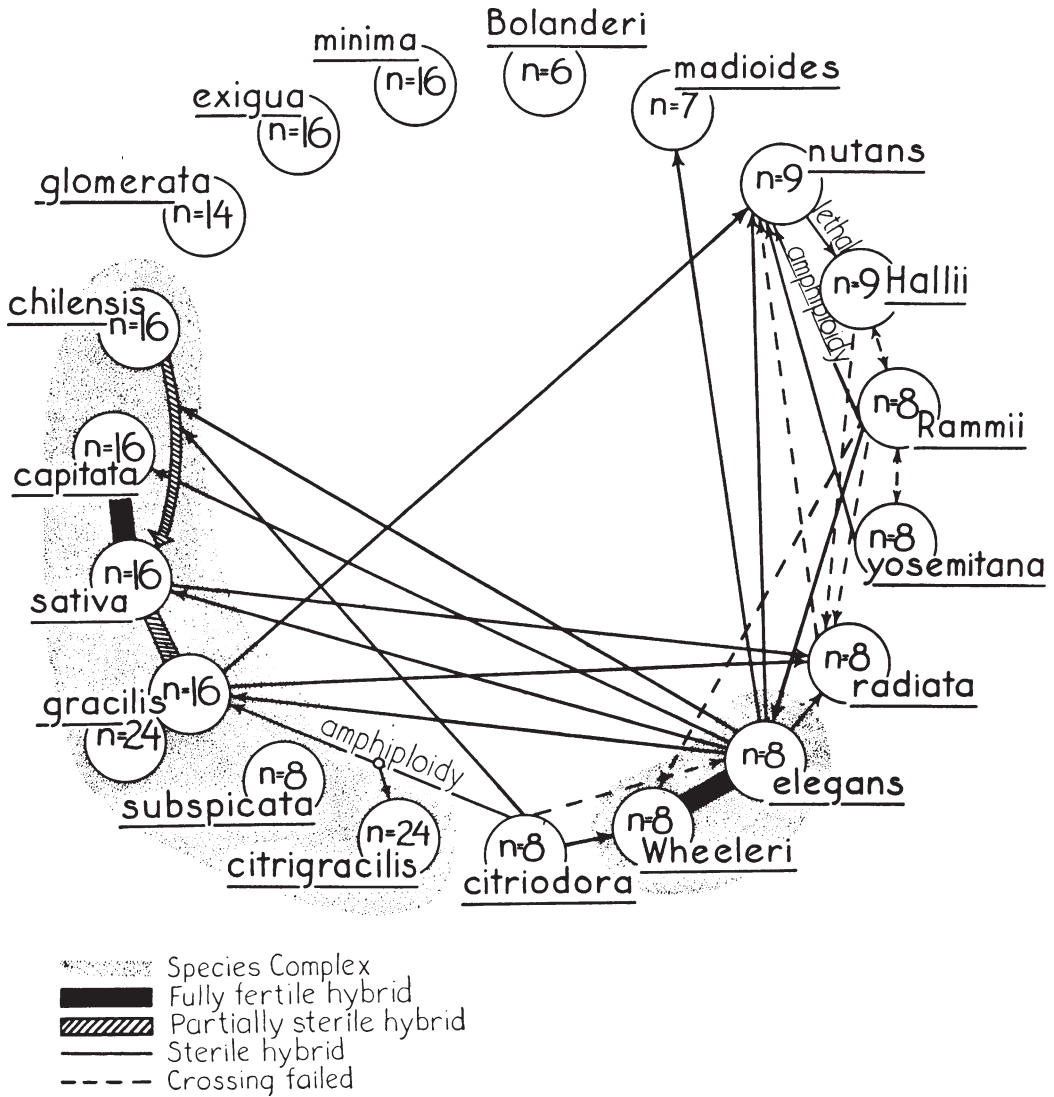 minima
n=16
Bolanderi
n=6
madioides
n=7
exigua
n=16
nutans
n=9
glomerata
n=14
lethal
amphiploidy
n=9 Hallii
chilensis
n=16
n=8
Rammii
n=16
capitata
n=8
yosemitana
n=16
sativa
n=8
radiata
n=16
gracilis
n=24
amphiploidy
n=8
elegans
n=8
subspicata
n=24
citrigracilis
n=8
citriodora
n=8
Wheeleri
Species Complex
Fully fertile hybrid
Partially sterile hybrid
Sterile hybrid
Crossing failed